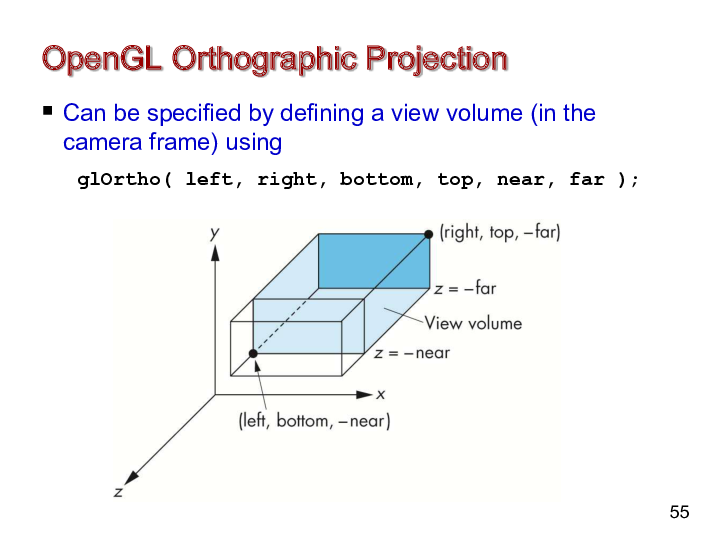 OpenGL Orthographic Projection
▪ Can be specified by defining a view volume (in the
camera frame) using
glOrtho( left, right, bottom, top, near, far );
y
(right, top, −far)
z = −far
View volume
z = −near
x
(left, bottom, −near)
z
55